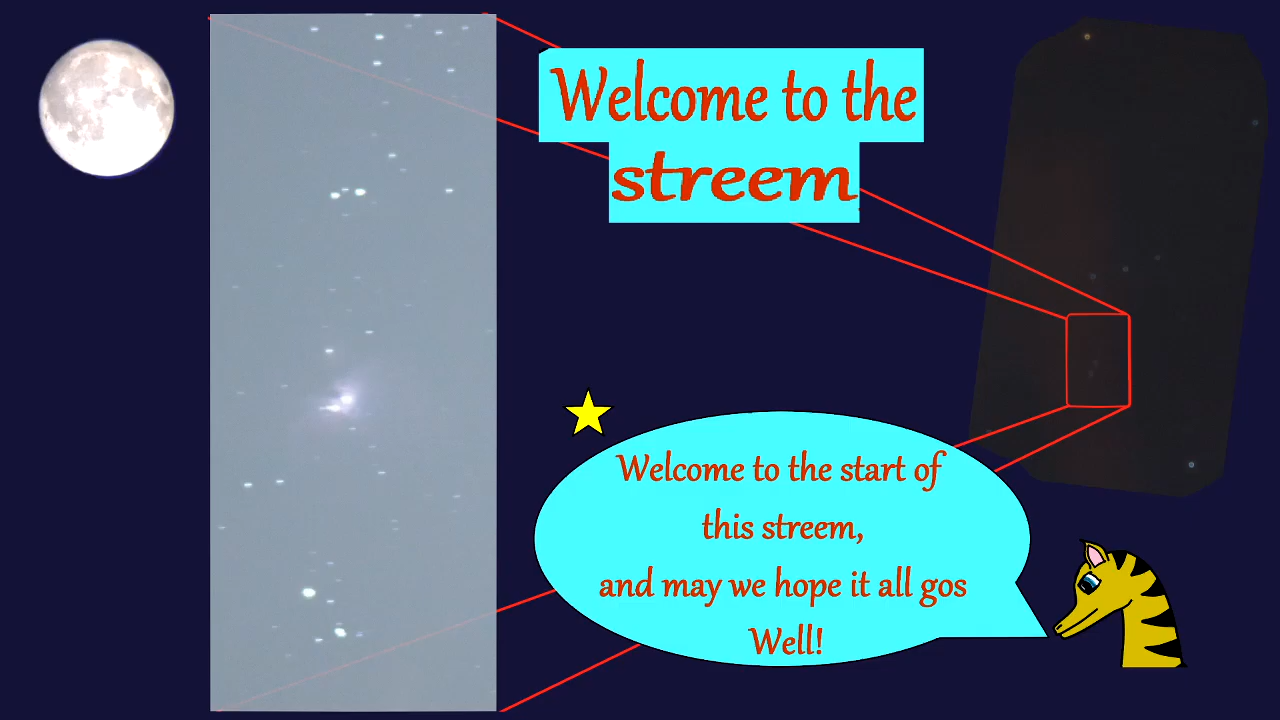 Welcome to the
streem
Welcome to the start of
this streem,
and may we hope it all gos
Well!